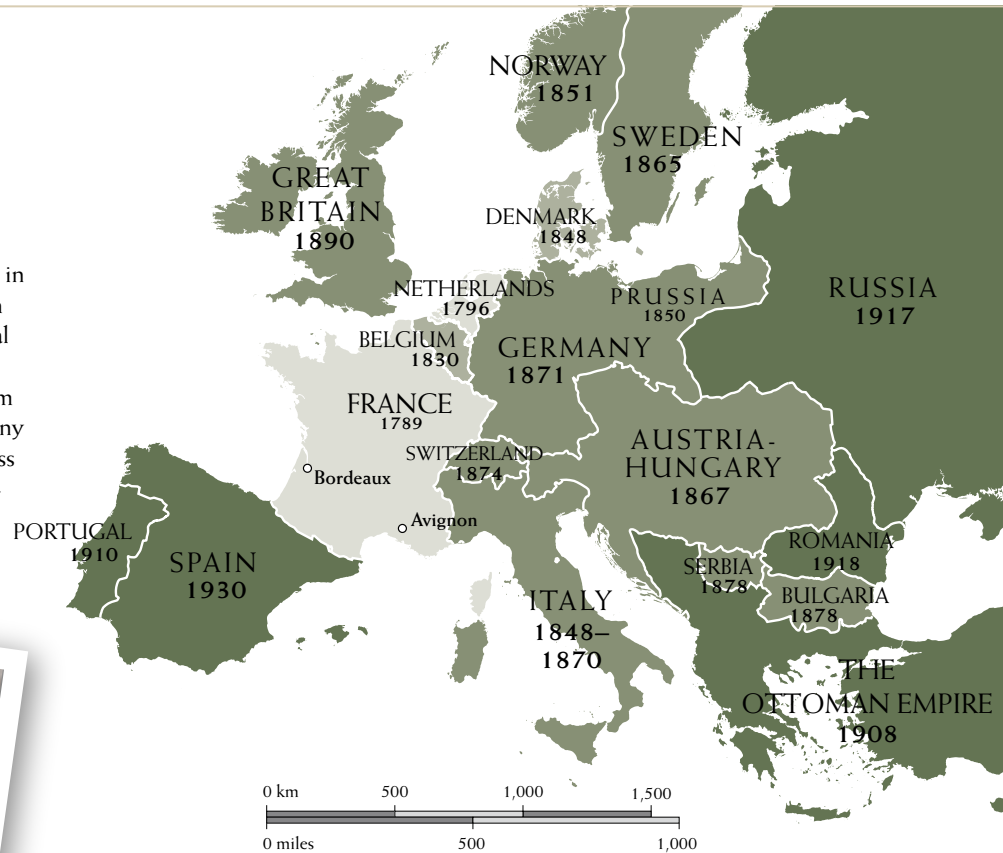 NORWAY
1851
SWEDEN
1865
GREAT
BRITAIN
1890
DENMARK
1848
in
NETHERLANDS
1796
PRUSSIA
1850
RUSSIA
1917
BELGIUM
1830
GERMANY
1871
FRANCE
1789
SWITZERLAND
1874
AUSTRIA-
HUNGARY
1867
Bordeaux
Avignon
PORTUGAL
1910
SPAIN
1930
ROMANIA
1918
SERBIA
1878
BULGARIA
1878
ITALY
1848–
1870
THE
OTTOMAN EMPIRE
1908
0 km 500 1,000 1,500
0 miles 500 1,000